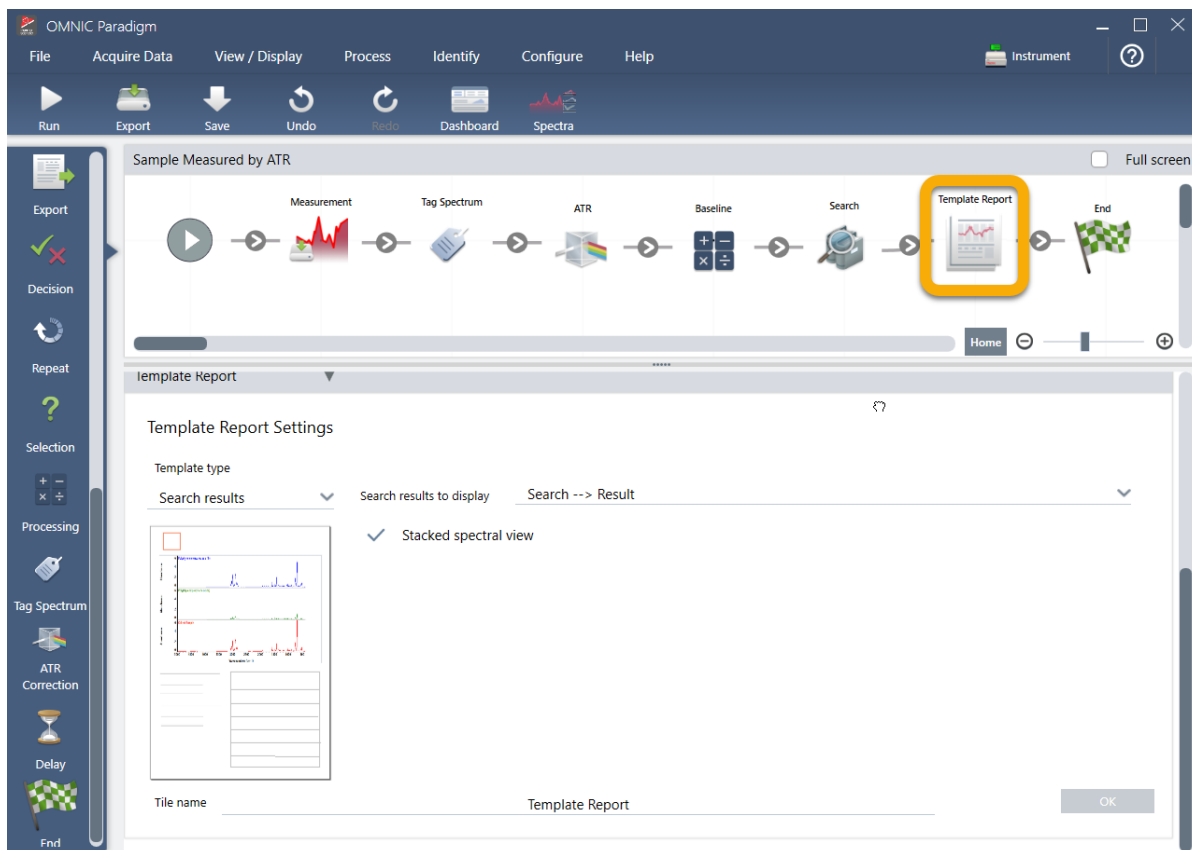 OMNIC Paradigm
File Acquire Data View / Display Process Identify Configure Help Instrument
Run Export Save Undo Redo Dashboard Spectra
Sample Measured by ATR Full screen
Export
Decision
Repeat
Selection
Processing
Tag Spectrum
ATR
Correction
Delay
End
Measurement Tag Spectrum ATR Baseline Search Template Report End
Home
Template Report
Template Report Settings
Template type
Search results Search results to display Search --> Result
Stacked spectral view
Tile name Template Report OK